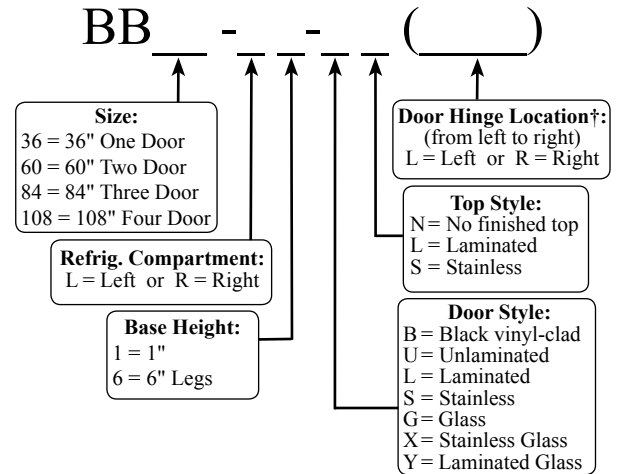 BB__ -_ _-_ _ (____)
Size:
36 = 36" One Door
60 = 60" Two Door
84 = 84" Three Door
108 = 108" Four Door
Refrig. Compartment:
L = Left or R = Right
Base Height:
1 = 1"
6 = 6" Legs
Door Hinge Location†:
(from left to right)
L = Left or R = Right
Top Style:
N= No finished top
L = Laminated
S = Stainless
Door Style:
B = Black vinyl-clad
U= Unlaminated
L = Laminated
S = Stainless
G= Glass
X = Stainless Glass
Y= Laminated Glass